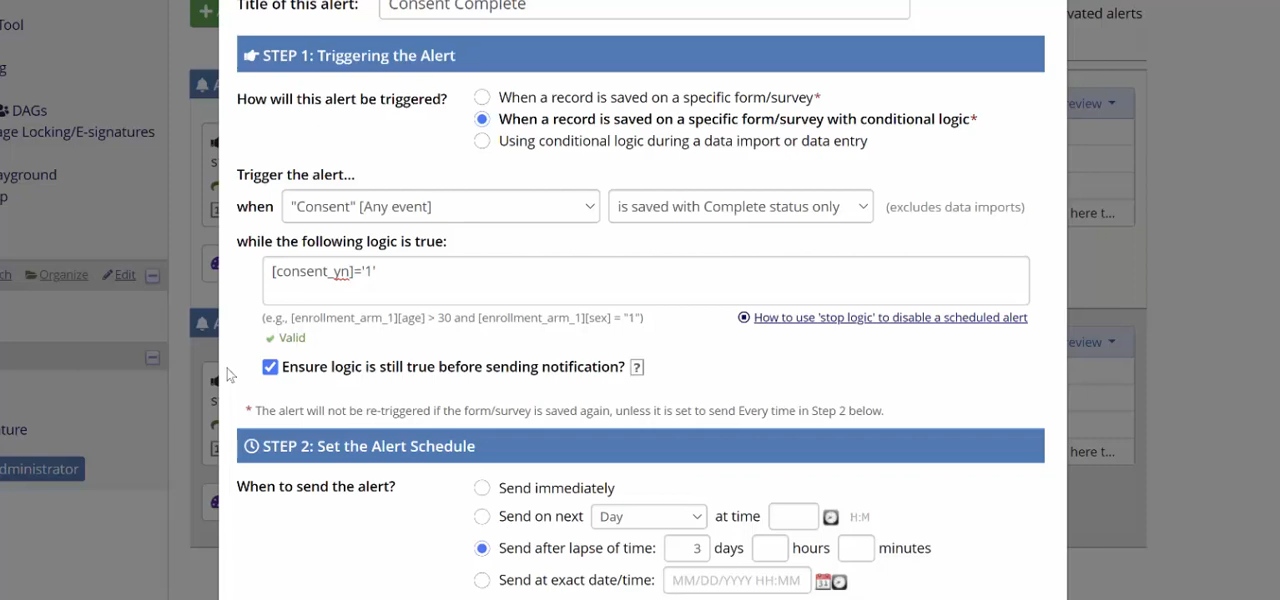 Title of this alert: Consent Complete
vated alerts
Tool
g
DAGs
age Locking/E-signatures
ayground
p
ch Organize Edit
ture
dministrator
STEP 1: Triggering the Alert
How will this alert be triggered?
When a record is saved on a specific form/survey*
When a record is saved on a specific form/survey with conditional logic*
Using conditional logic during a data import or data entry
Trigger the alert...
when "Consent" [Any event] is saved with Complete status only (excludes data imports)
while the following logic is true:
[consent_yn]='1'
(e.g., [enrollment_arm_1][age] > 30 and [enrollment_arm_1][sex] = "1") How to use 'stop logic' to disable a scheduled alert
Valid
Ensure logic is still true before sending notification? ?
* The alert will not be re-triggered if the form/survey is saved again, unless it is set to send Every time in Step 2 below.
STEP 2: Set the Alert Schedule
When to send the alert?
Send immediately
Send on next Day at time H:M
Send after lapse of time: 3 days hours minutes
Send at exact date/time: MM/DD/YYYY HH:MM
review
here t...
review
here t...